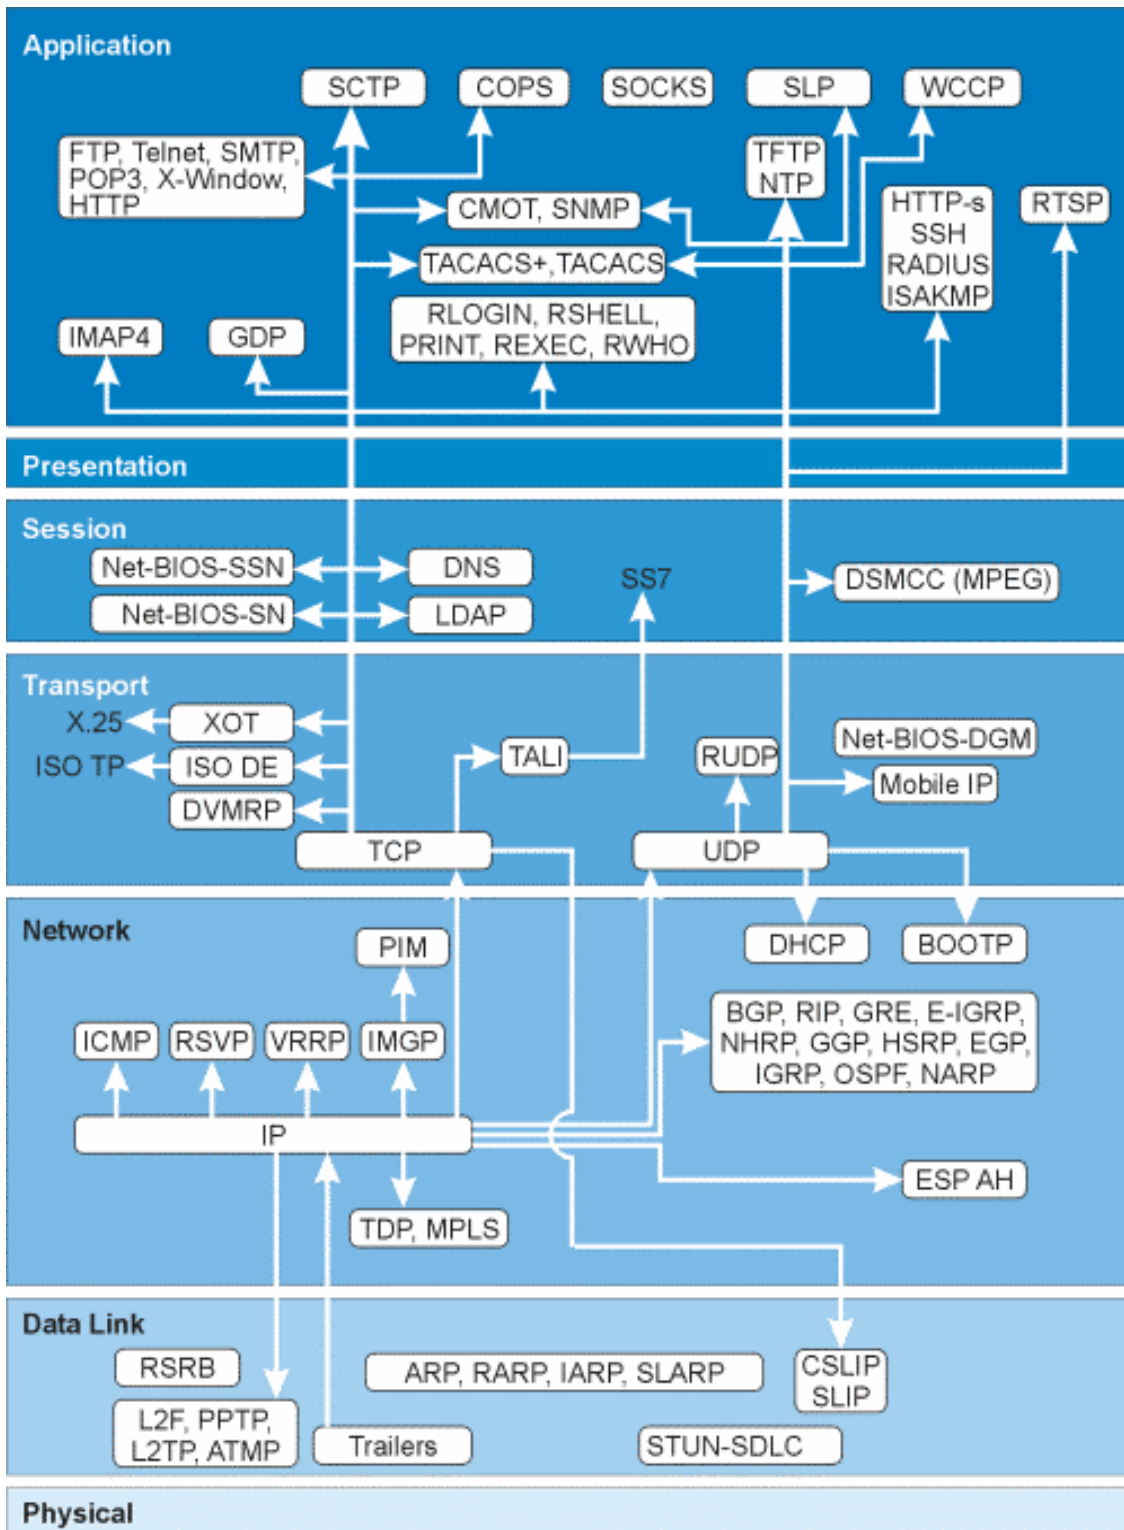 Application
SCTP
COPS
SOCKS
SLP
WCCP
FTP, Telnet, SMTP,
POP3, X-Window,
HTTP
TFTP
NTP
CMOT, SNMP
HTTP-s
SSH
RADIUS
ISAKMP
RTSP
TACACS+,TACACS
RLOGIN, RSHELL,
PRINT, REXEC, RWHO
IMAP4
GDP
Presentation
Session
Net-BIOS-SSN
DNS
SS7
DSMCC (MPEG)
Net-BIOS-SN
LDAP
Transport
X.25
XOT
ISO TP
ISO DE
DVMRP
TALI
RUDP
Net-BIOS-DGM
Mobile IP
TCP
UDP
Network
PIM
DHCP
BOOTP
ICMP
RSVP
VRRP
IMGP
BGP, RIP, GRE, E-IGRP,
NHRP, GGP, HSRP, EGP,
IGRP, OSPF, NARP
IP
ESP AH
TDP, MPLS
Data Link
RSRB
ARP, RARP, IARP, SLARP
CSLIP
SLIP
L2F, PPTP,
L2TP, ATMP
Trailers
STUN-SDLC
Physical